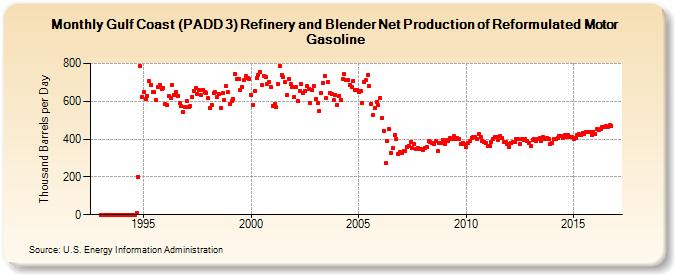 Monthly Gulf Coast (PADD 3) Refinery and Blender Net Production of Reformulated Motor
Gasoline
Thousand Barrels per Day
800
600
400
200
0
1995
2000
2005
2010
2015
Source: U.S. Energy Information Administration